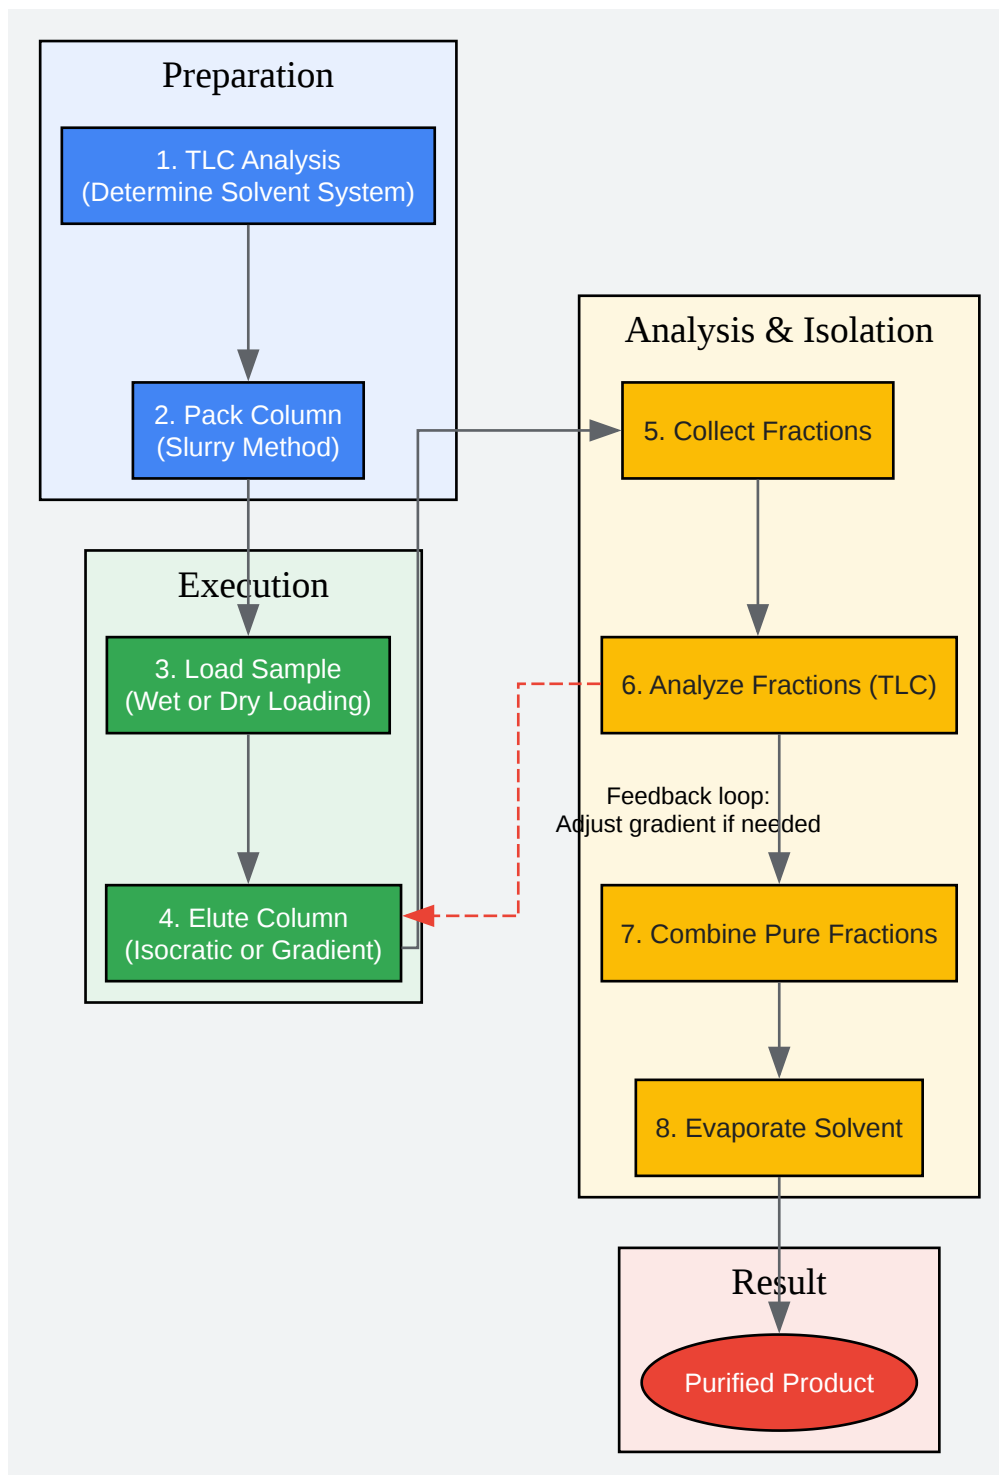 Preparation
1. TLC Analysis
(Determine Solvent System)
2. Pack Column
(Slurry Method)
Execution
3. Load Sample
(Wet or Dry Loading)
4. Elute Column
(Isocratic or Gradient)
Analysis & Isolation
5. Collect Fractions
6. Analyze Fractions (TLC)
Feedback loop:
Adjust gradient if needed
7. Combine Pure Fractions
8. Evaporate Solvent
Result
Purified Product